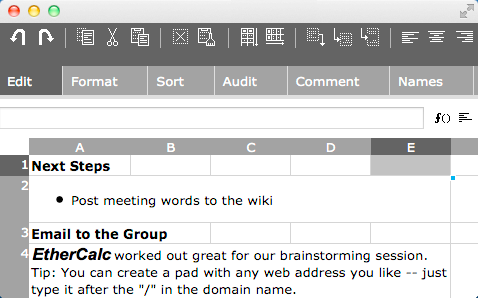 Edit Format Sort Audit Comment Names
f()
A B C D E
1 Next Steps
2
• Post meeting words to the wiki
3 Email to the Group
4 EtherCalc worked out great for our brainstorming session.
Tip: You can create a pad with any web address you like -- just
type it after the "/" in the domain name.